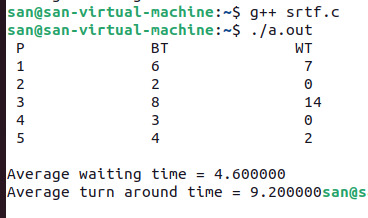 san@san-virtual-machine:~$ g++ srtf.c
san@san-virtual-machine:~$ ./a.out
P BT WT
1 6 7
2 2 0
3 8 14
4 3 0
5 4 2
Average waiting time = 4.600000
Average turn around time = 9.200000san@s